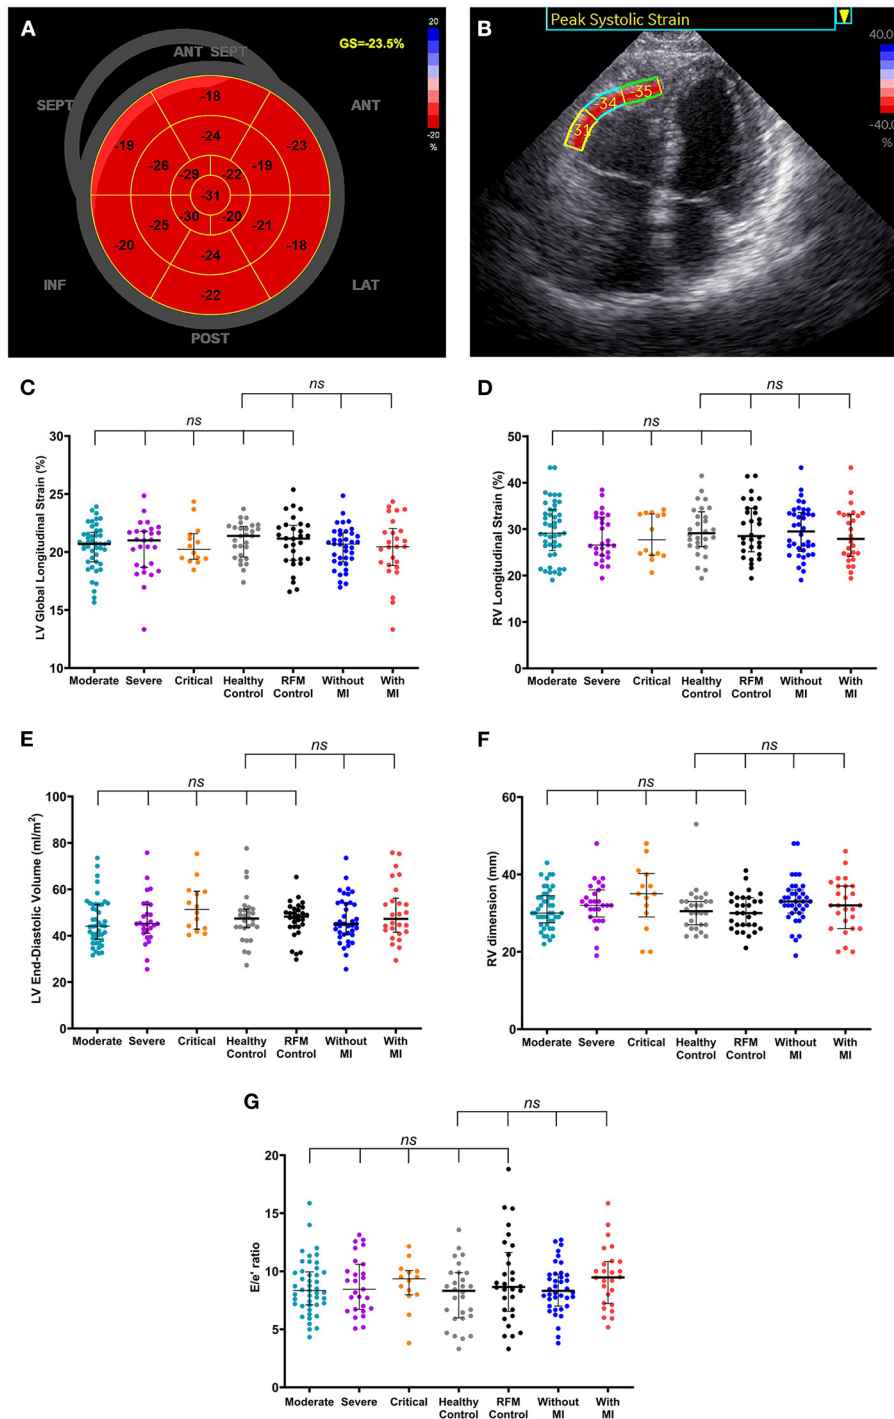 A
20
GS=-23.5%
-20
%
ANT SEPT
SEPT
ANT
-18
-19
-24
-23
-26
-29
-22
-19
-31
-30
-20
-25
-21
-20
-24
-18
-22
INF
LAT
POST
B
Peak Systolic Strain
40.0
-40.0
%
-34
-35
31
C
ns
ns
LV Global Longitudinal Strain (%)
30
25
20
15
10
Moderate
Severe
Critical
Healthy
Control
RFM
Control
Without
MI
With
MI
D
ns
ns
RV Longitudinal Strain (%)
50
40
30
20
10
0
Moderate
Severe
Critical
Healthy
Control
RFM
Control
Without
MI
With
MI
E
ns
ns
LV End-Diastolic Volume (ml/m²)
100
80
60
40
20
0
Moderate
Severe
Critical
Healthy
Control
RFM
Control
Without
MI
With
MI
F
ns
ns
RV dimension (mm)
60
40
20
0
Moderate
Severe
Critical
Healthy
Control
RFM
Control
Without
MI
With
MI
G
ns
ns
E/e' ratio
20
15
10
5
0
Moderate
Severe
Critical
Healthy
Control
RFM
Control
Without
MI
With
MI